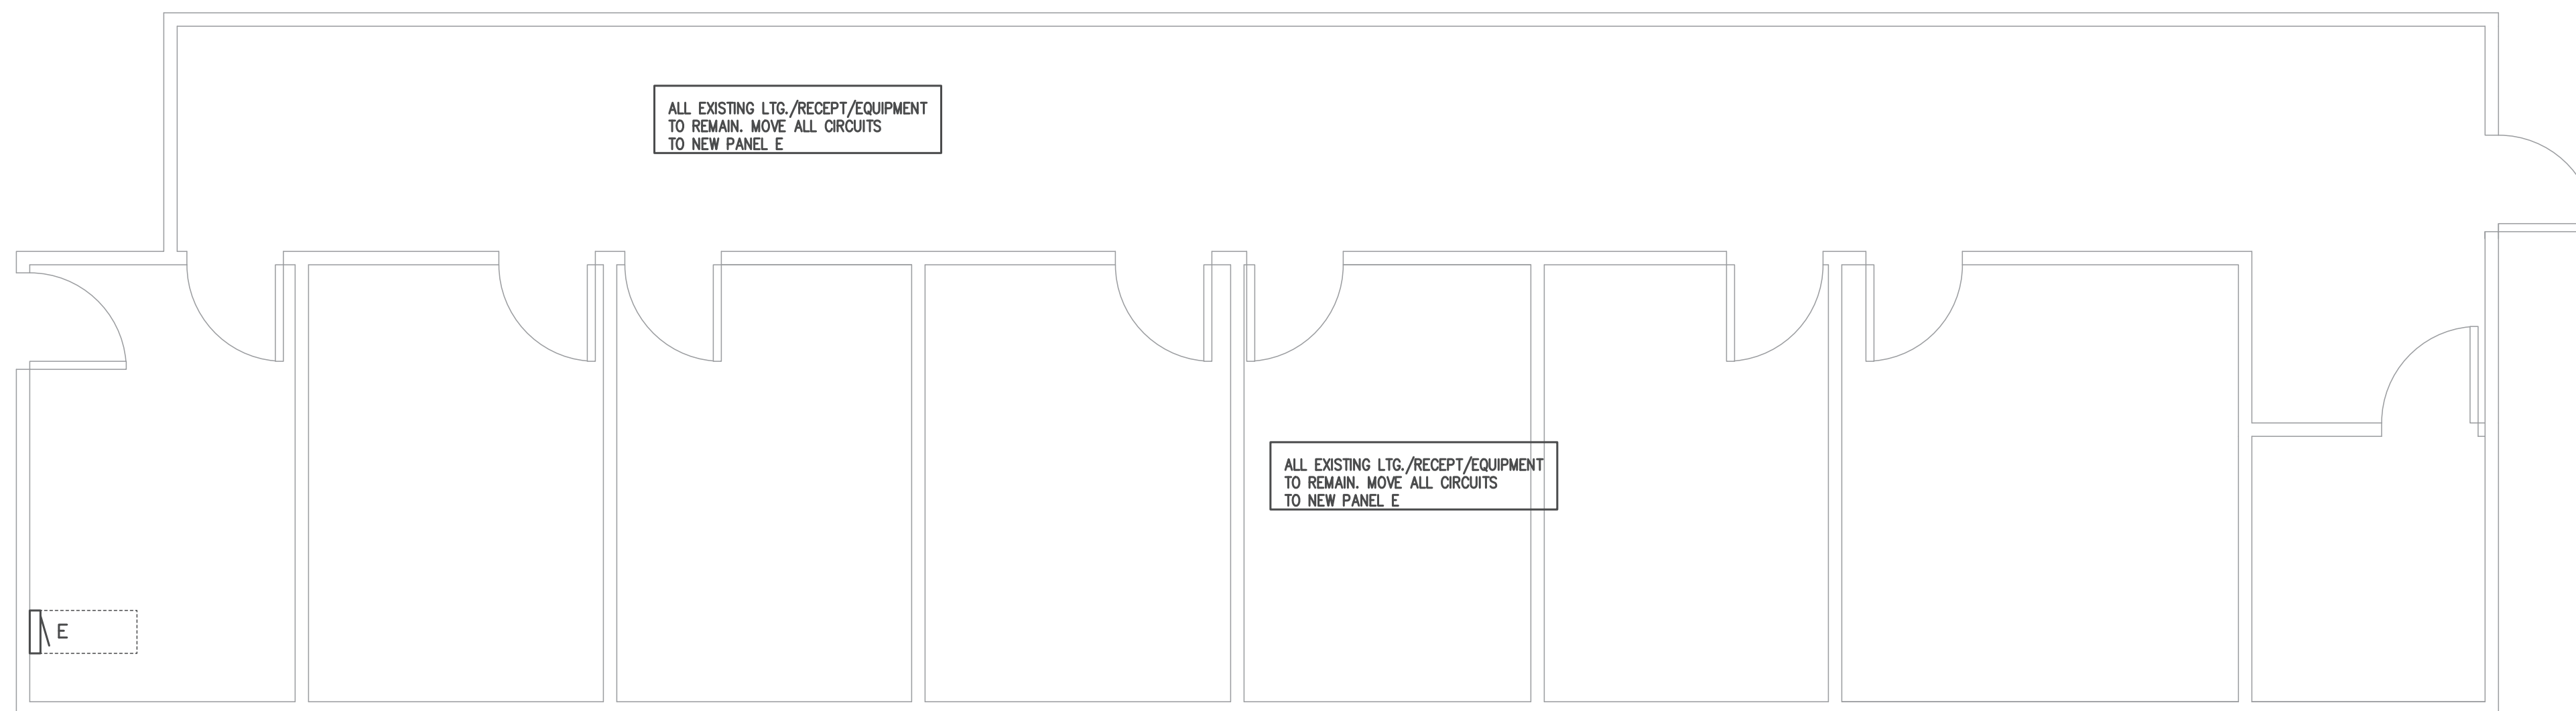 ALL EXISTING LTG./RECEPT/EQUIPMENT
TO REMAIN. MOVE ALL CIRCUITS
TO NEW PANEL E
ALL EXISTING LTG./RECEPT/EQUIPMENT
TO REMAIN. MOVE ALL CIRCUITS
TO NEW PANEL E
E